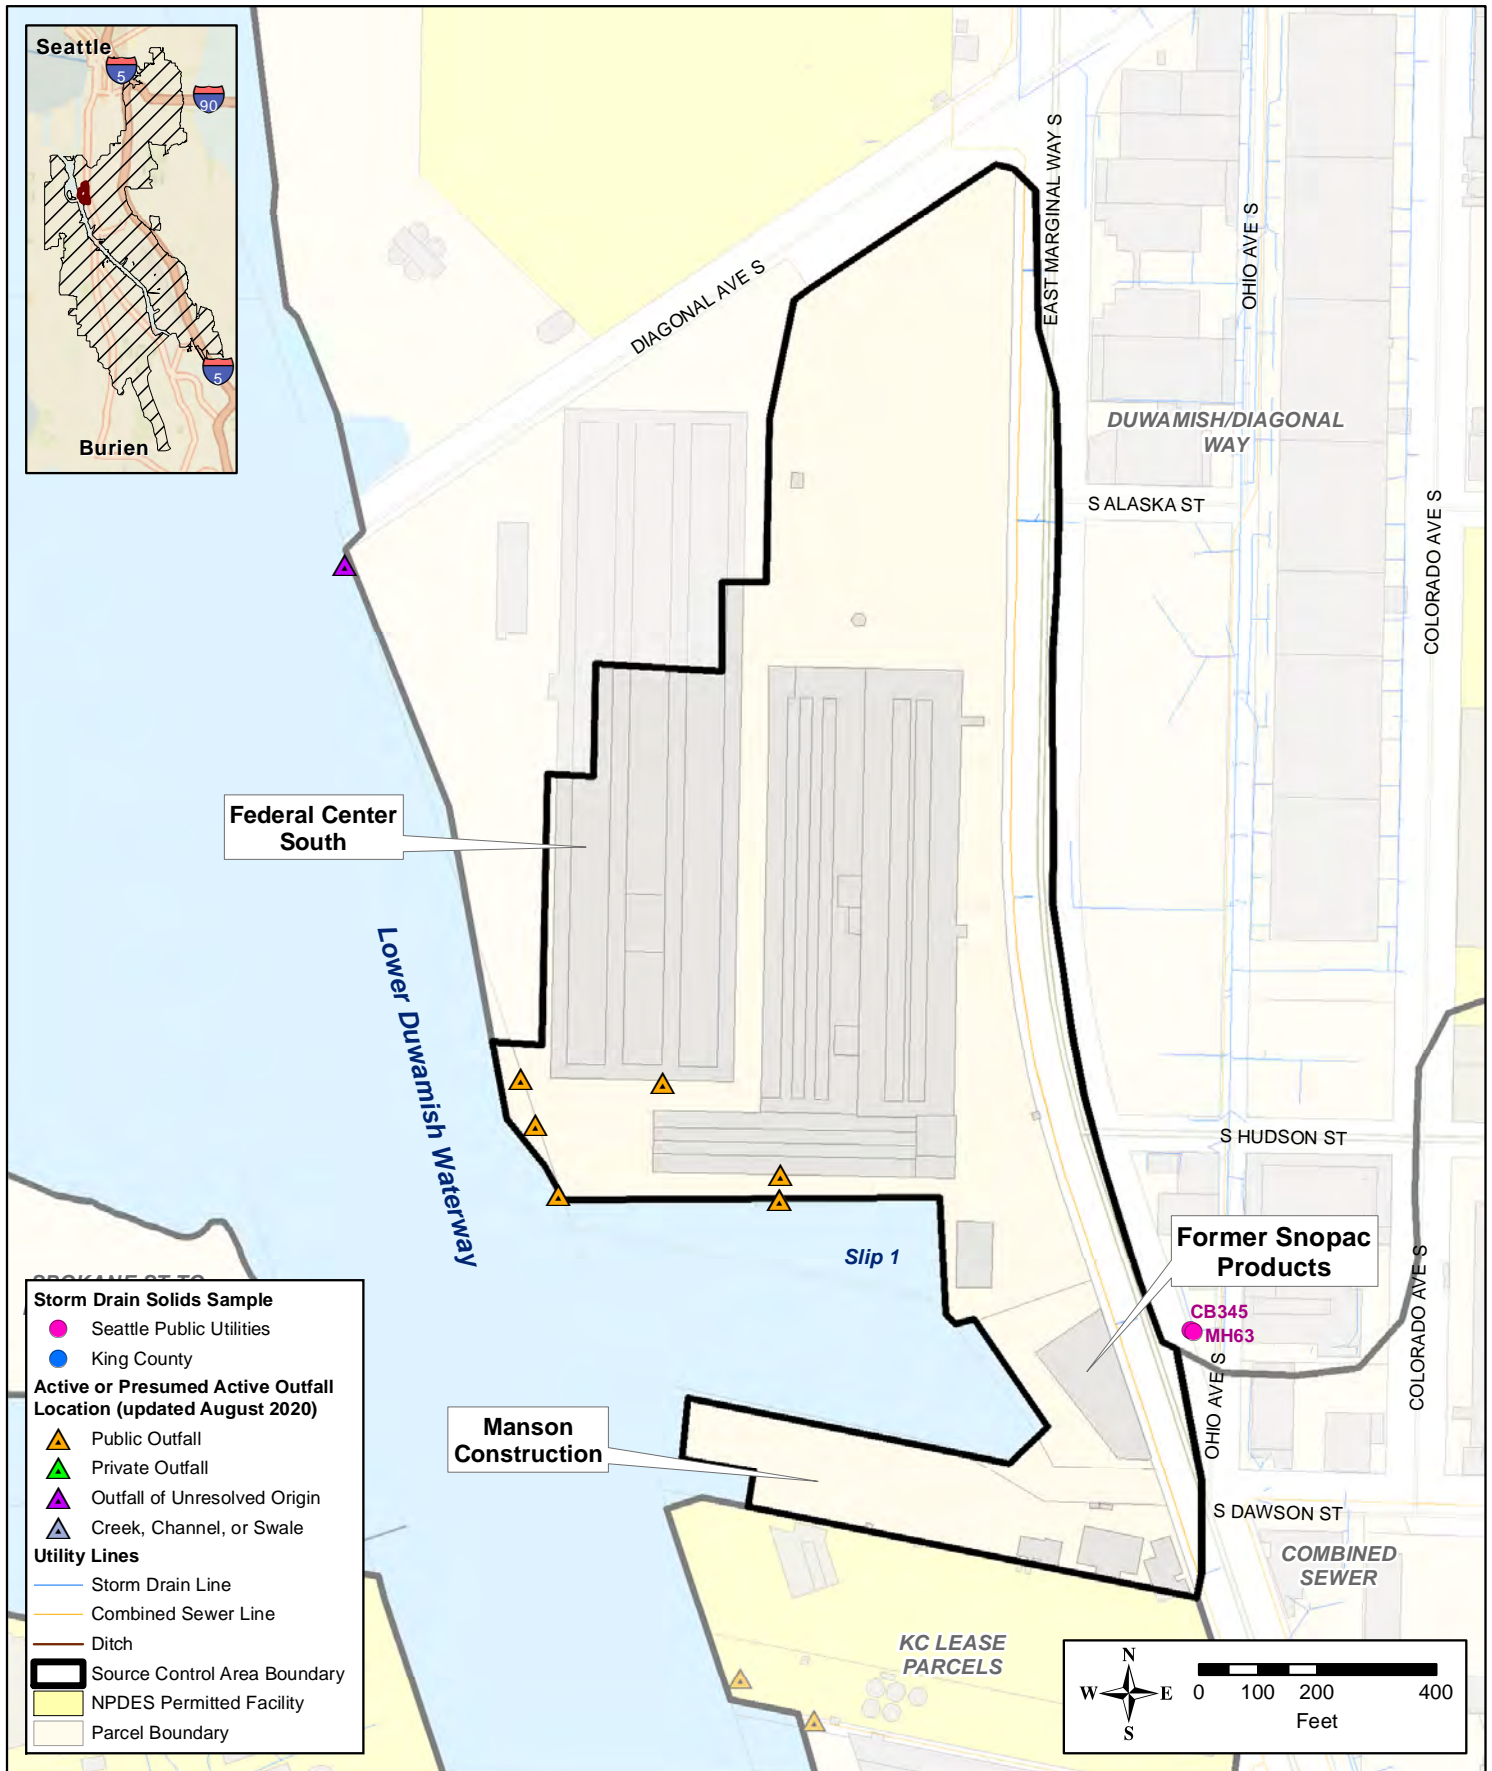 Seattle
5
90
5
Burien
DIAGONAL AVE S
EAST MARGINAL WAY S
OHIO AVE S
DUWAMISH/DIAGONAL
WAY
S ALASKA ST
COLORADO AVE S
Federal Center
South
Lower Duwamish Waterway
S HUDSON ST
Slip 1
Former Snopac
Products
CB345
MH63
OHIO AVE S
COLORADO AVE S
Manson
Construction
S DAWSON ST
COMBINED
SEWER
KC LEASE
PARCELS
SPOKANE ST TO
Storm Drain Solids Sample
Seattle Public Utilities
King County
Active or Presumed Active Outfall
Location (updated August 2020)
Public Outfall
Private Outfall
Outfall of Unresolved Origin
Creek, Channel, or Swale
Utility Lines
Storm Drain Line
Combined Sewer Line
Ditch
Source Control Area Boundary
NPDES Permitted Facility
Parcel Boundary
N
W E
S
0 100 200 400
Feet